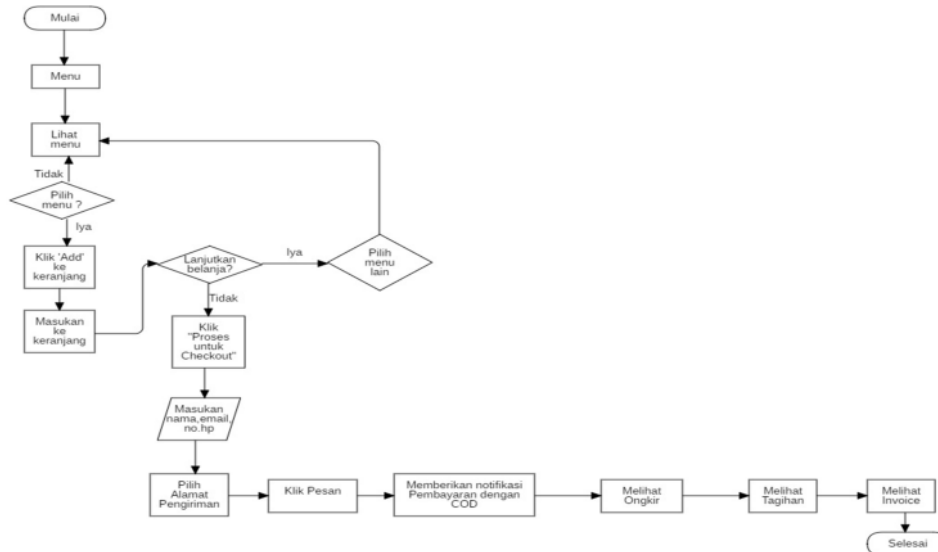 Mulai
Menu
Lihat
menu
Tidak
Pilih
menu ?
Iya
Klik 'Add'
ke
keranjang
Masukan
ke
keranjang
Lanjutkan
belanja?
Iya
Pilih
menu
lain
Tidak
Klik
"Proses
untuk
Checkout"
Masukan
nama,email,
no.hp
Pilih
Alamat
Pengiriman
Klik Pesan
Memberikan notifikasi
Pembayaran dengan
COD
Melihat
Ongkir
Melihat
Tagihan
Melihat
Invoice
Selesai